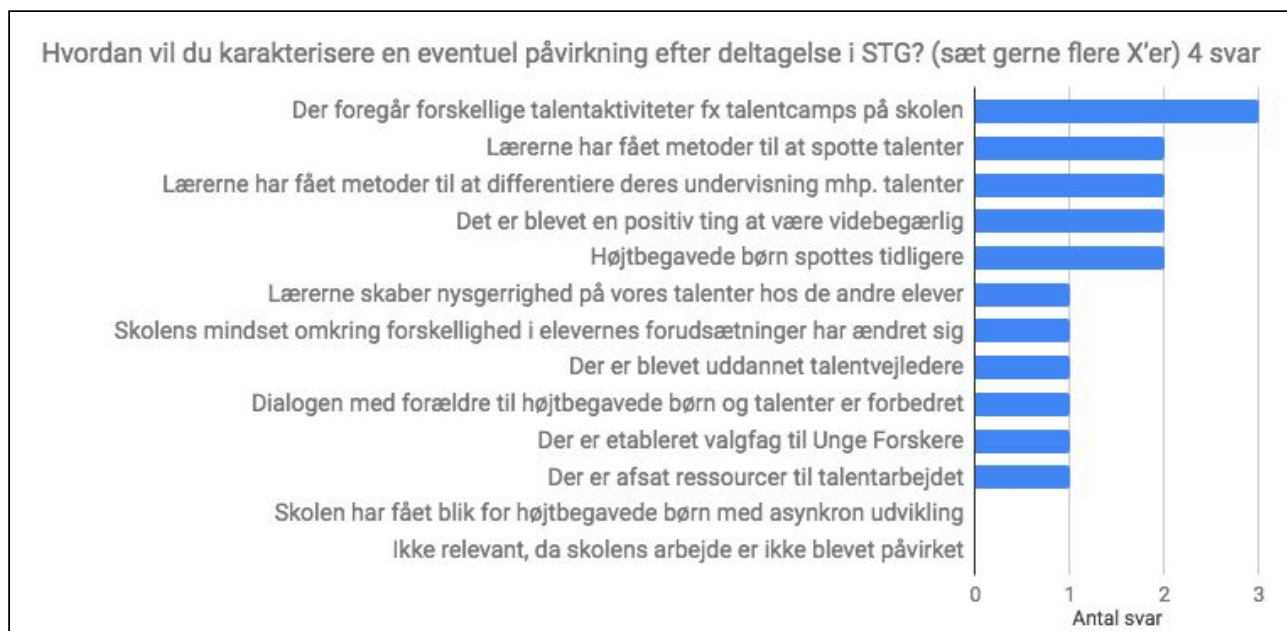 Hvordan vil du karakterisere en eventuel påvirkning efter deltagelse i STG? (sæt gerne flere X'er) 4 svar
Der foregår forskellige talentaktiviteter fx talentcamps på skolen
Lærerne har fået metoder til at spotte talenter
Lærerne har fået metoder til at differentiere deres undervisning mhp. talenter
Det er blevet en positiv ting at være videbegærlig
Højtbegavede børn spottes tidligere
Lærerne skaber nysgerrighed på vores talenter hos de andre elever
Skolens mindset omkring forskellighed i elevernes forudsætninger har ændret sig
Der er blevet uddannet talentvejledere
Dialogen med forældre til højtbegavede børn og talenter er forbedret
Der er etableret valgfag til Unge Forskere
Der er afsat ressourcer til talentarbejdet
Skolen har fået blik for højtbegavede børn med asynkron udvikling
Ikke relevant, da skolens arbejde er ikke blevet påvirket
0 1 2 3
Antal svar